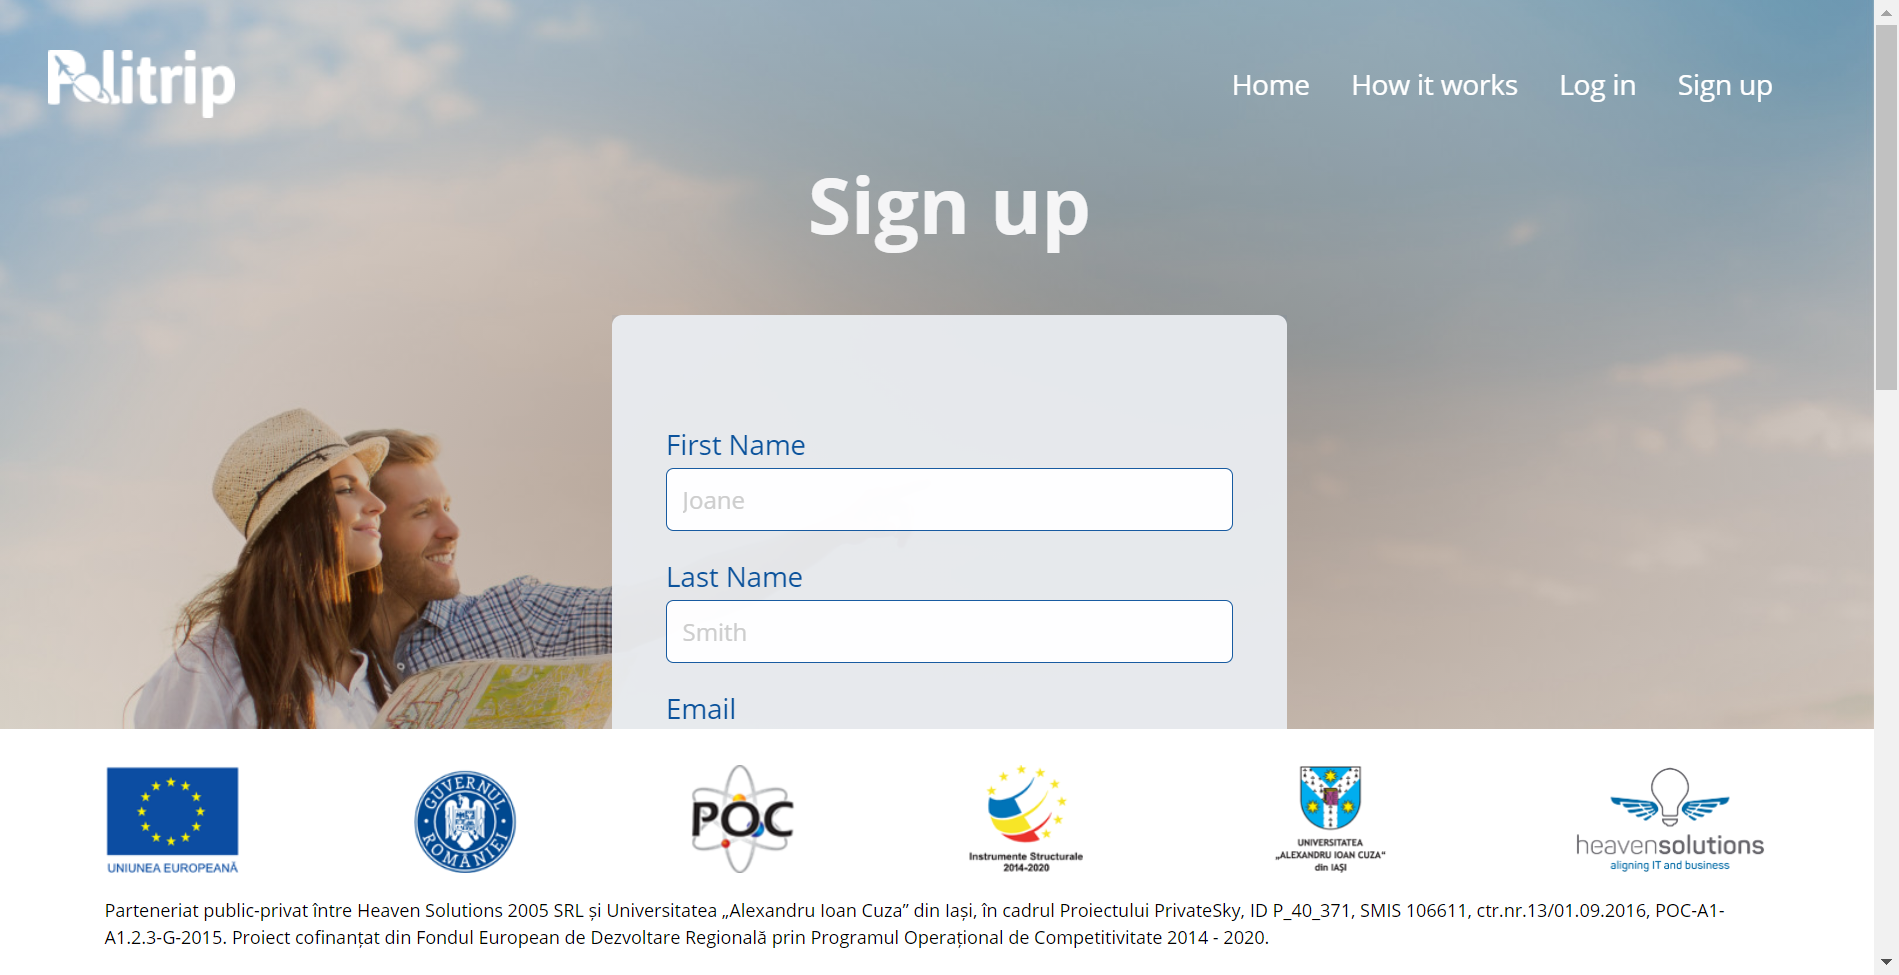 Politrip
Home
How it works
Log in
Sign up
Sign up
First Name
Joane
Last Name
Smith
Email
UNIUNEA EUROPEANĂ
GUVERNUL ROMÂNIEI
POC
Instrumente Structurale
2014-2020
UNIVERSITATEA
„ALEXANDRU IOAN CUZA”
din IAȘI
heavensolutions
aligning IT and business
Parteneriat public-privat între Heaven Solutions 2005 SRL și Universitatea „Alexandru Ioan Cuza” din Iași, în cadrul Proiectului PrivateSky, ID P_40_371, SMIS 106611, ctr.nr.13/01.09.2016, POC-A1-
A1.2.3-G-2015. Proiect cofinanțat din Fondul European de Dezvoltare Regională prin Programul Operațional de Competitivitate 2014 - 2020.